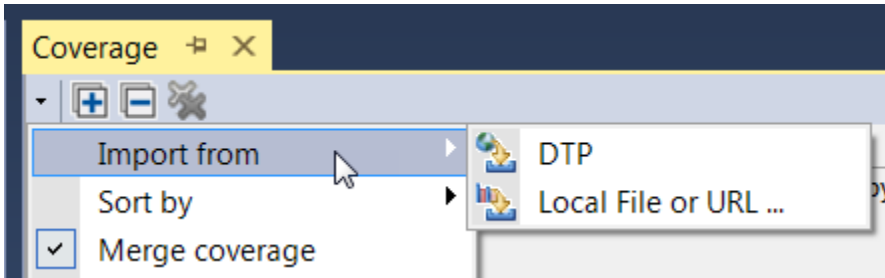 Coverage
Import from
DTP
Sort by
Local File or URL ...
Merge coverage